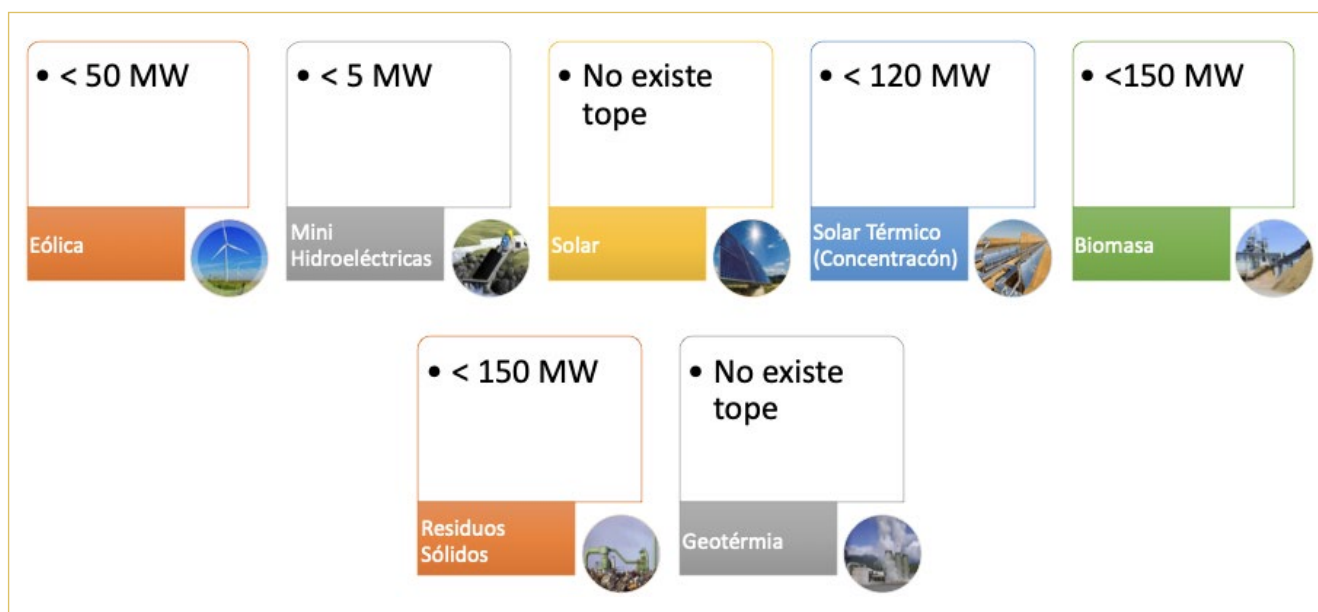 • < 50 MW
Eólica
• < 5 MW
Mini
Hidroeléctricas
• No existe
tope
Solar
• < 120 MW
Solar Térmico
(Concentracón)
• <150 MW
Biomasa
• < 150 MW
Residuos
Sólidos
• No existe
tope
Geotérmia